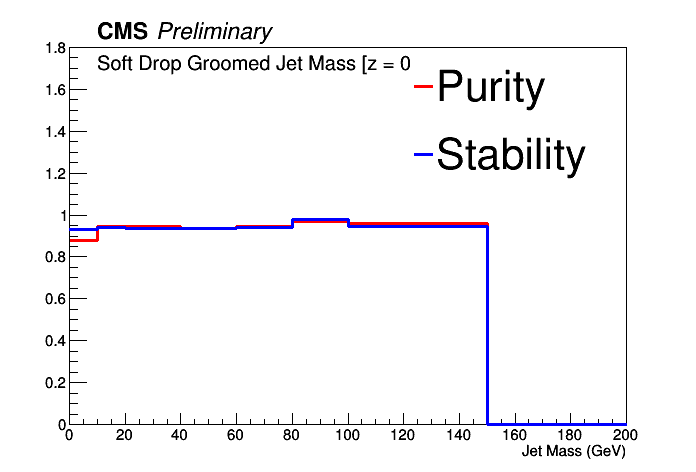 CMS Preliminary
Soft Drop Groomed Jet Mass [z = 0
Purity
Stability
1.8
1.6
1.4
1.2
1
0.8
0.6
0.4
0.2
0
0 20 40 60 80 100 120 140 160 180 200
Jet Mass (GeV)